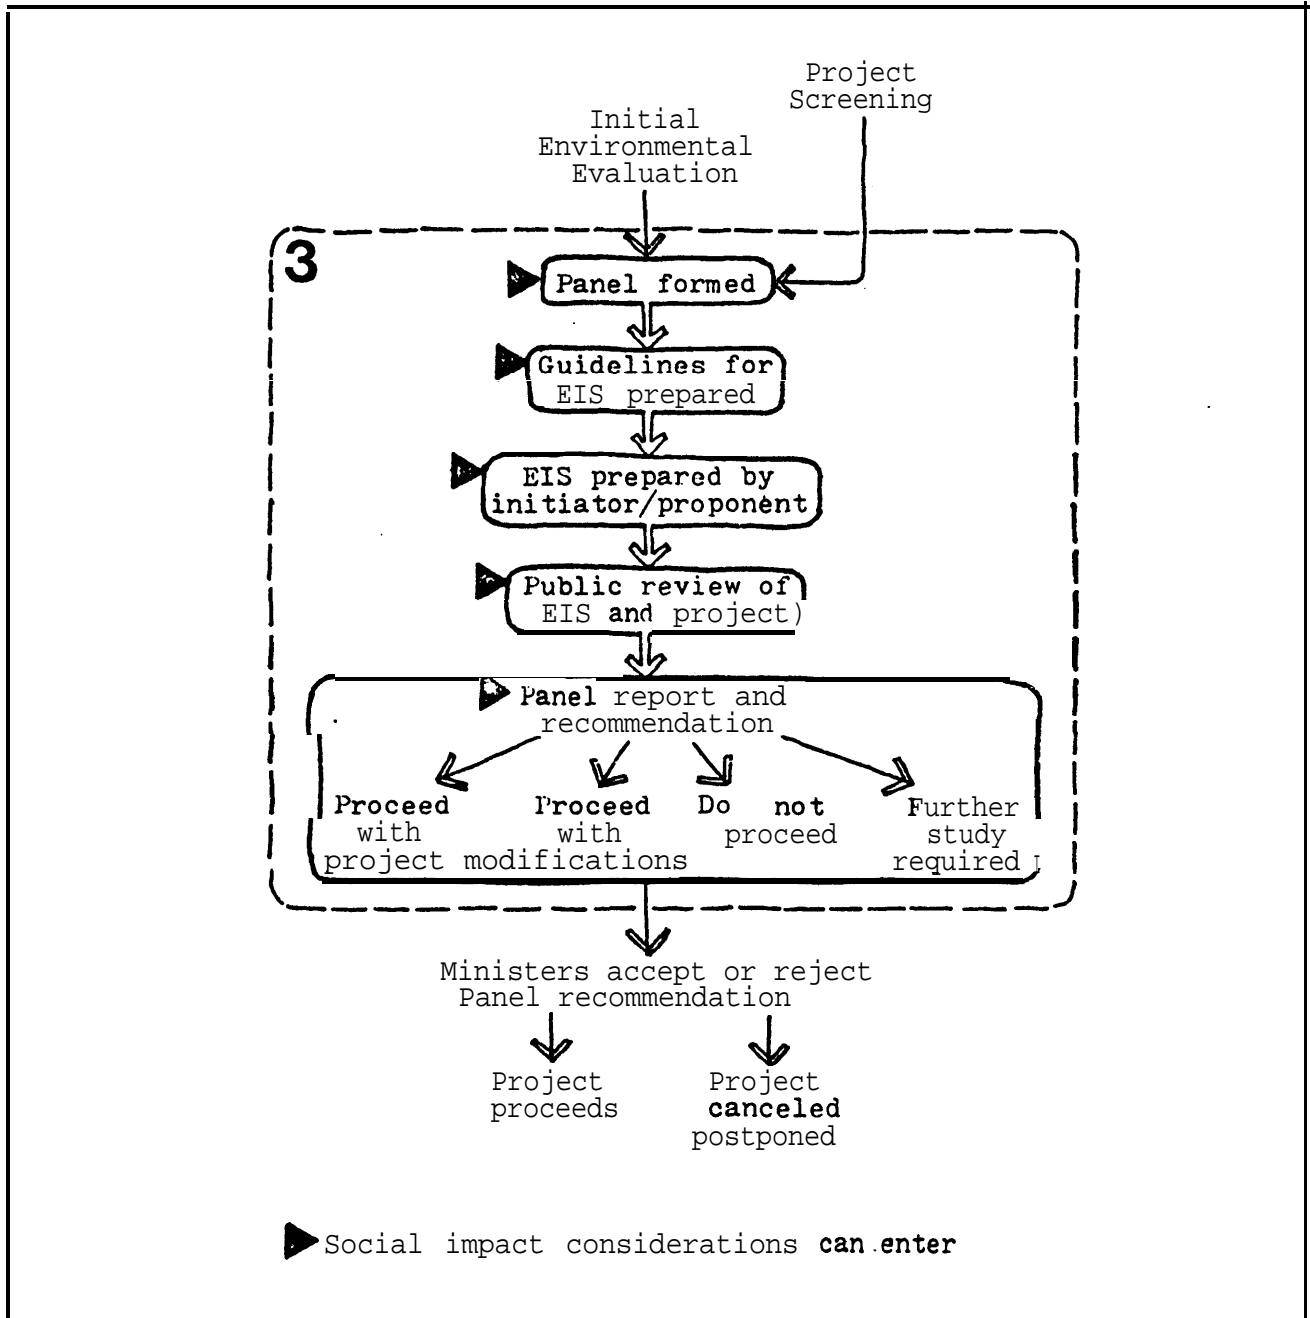 Project
Screening
Initial
Environmental
Evaluation
3
Panel formed
Guidelines for
EIS prepared
EIS prepared by
initiator/proponent
Public review of
EIS and project)
Panel report and
recommendation
Proceed
with
project
Proceed
with
modifications
Do not
proceed
Further
study
required
Ministers accept or reject
Panel recommendation
Project
proceeds
Project
canceled
postponed
Social impact considerations can enter